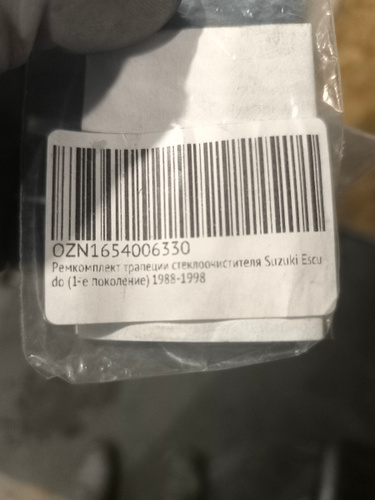 OZN1654006330
Ремкомплект трапеции стеклоочистителя Suzuki Escu
do (1-е поколение) 1988-1998